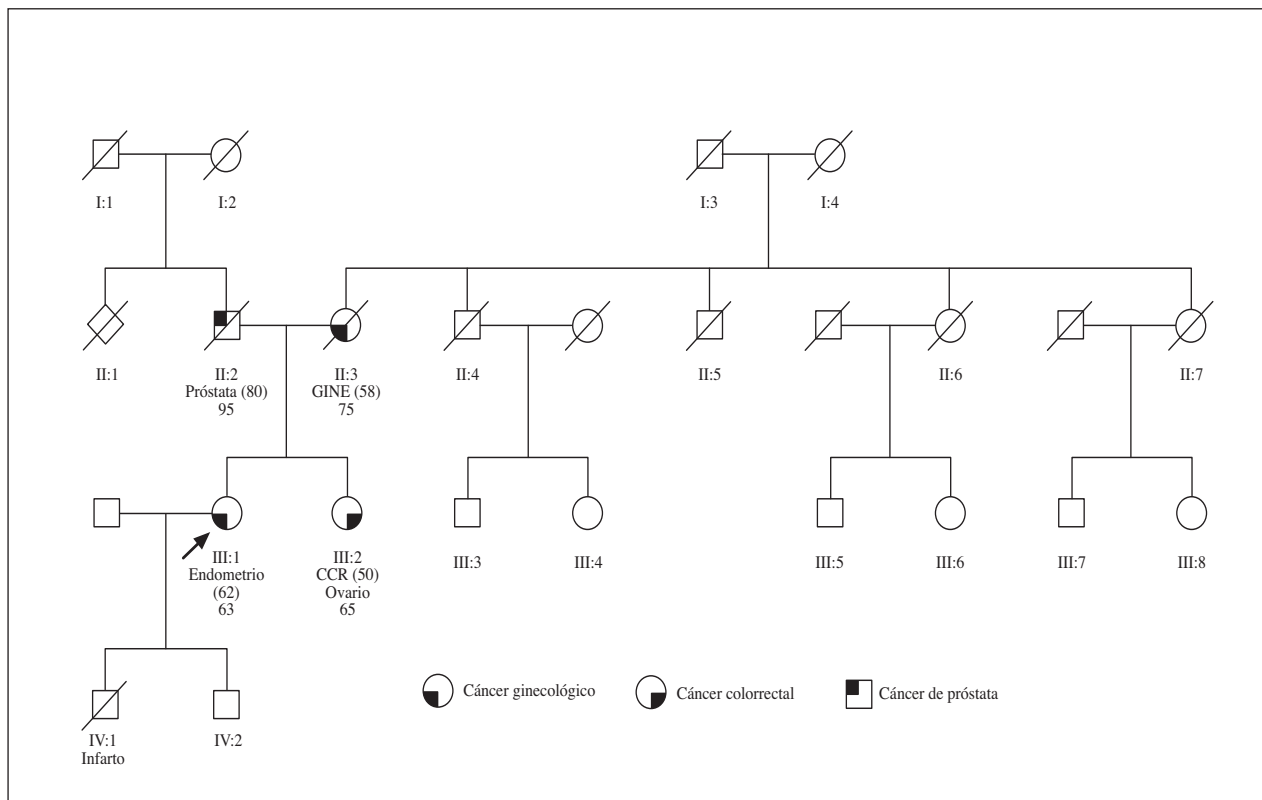 I:1
I:2
I:3
I:4
II:1
II:2
Próstata (80)
95
II:3
GINE (58)
75
II:4
II:5
II:6
II:7
III:1
Endometrio
(62)
63
III:2
CCR (50)
Ovario
65
III:3
III:4
III:5
III:6
III:7
III:8
Cáncer ginecológico
Cáncer colorrectal
Cáncer de próstata
IV:1
Infarto
IV:2